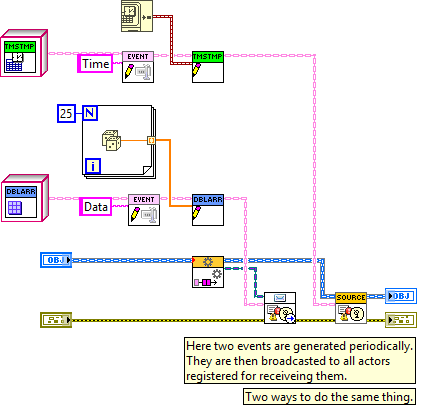 TMSTMP
Time
EVENT
TMSTMP
25
N
i
DBLARR
Data
EVENT
DBLARR
OBJ
SOURCE
OBJ
Here two events are generated periodically.
They are then broadcasted to all actors
registered for receiveing them.
Two ways to do the same thing.